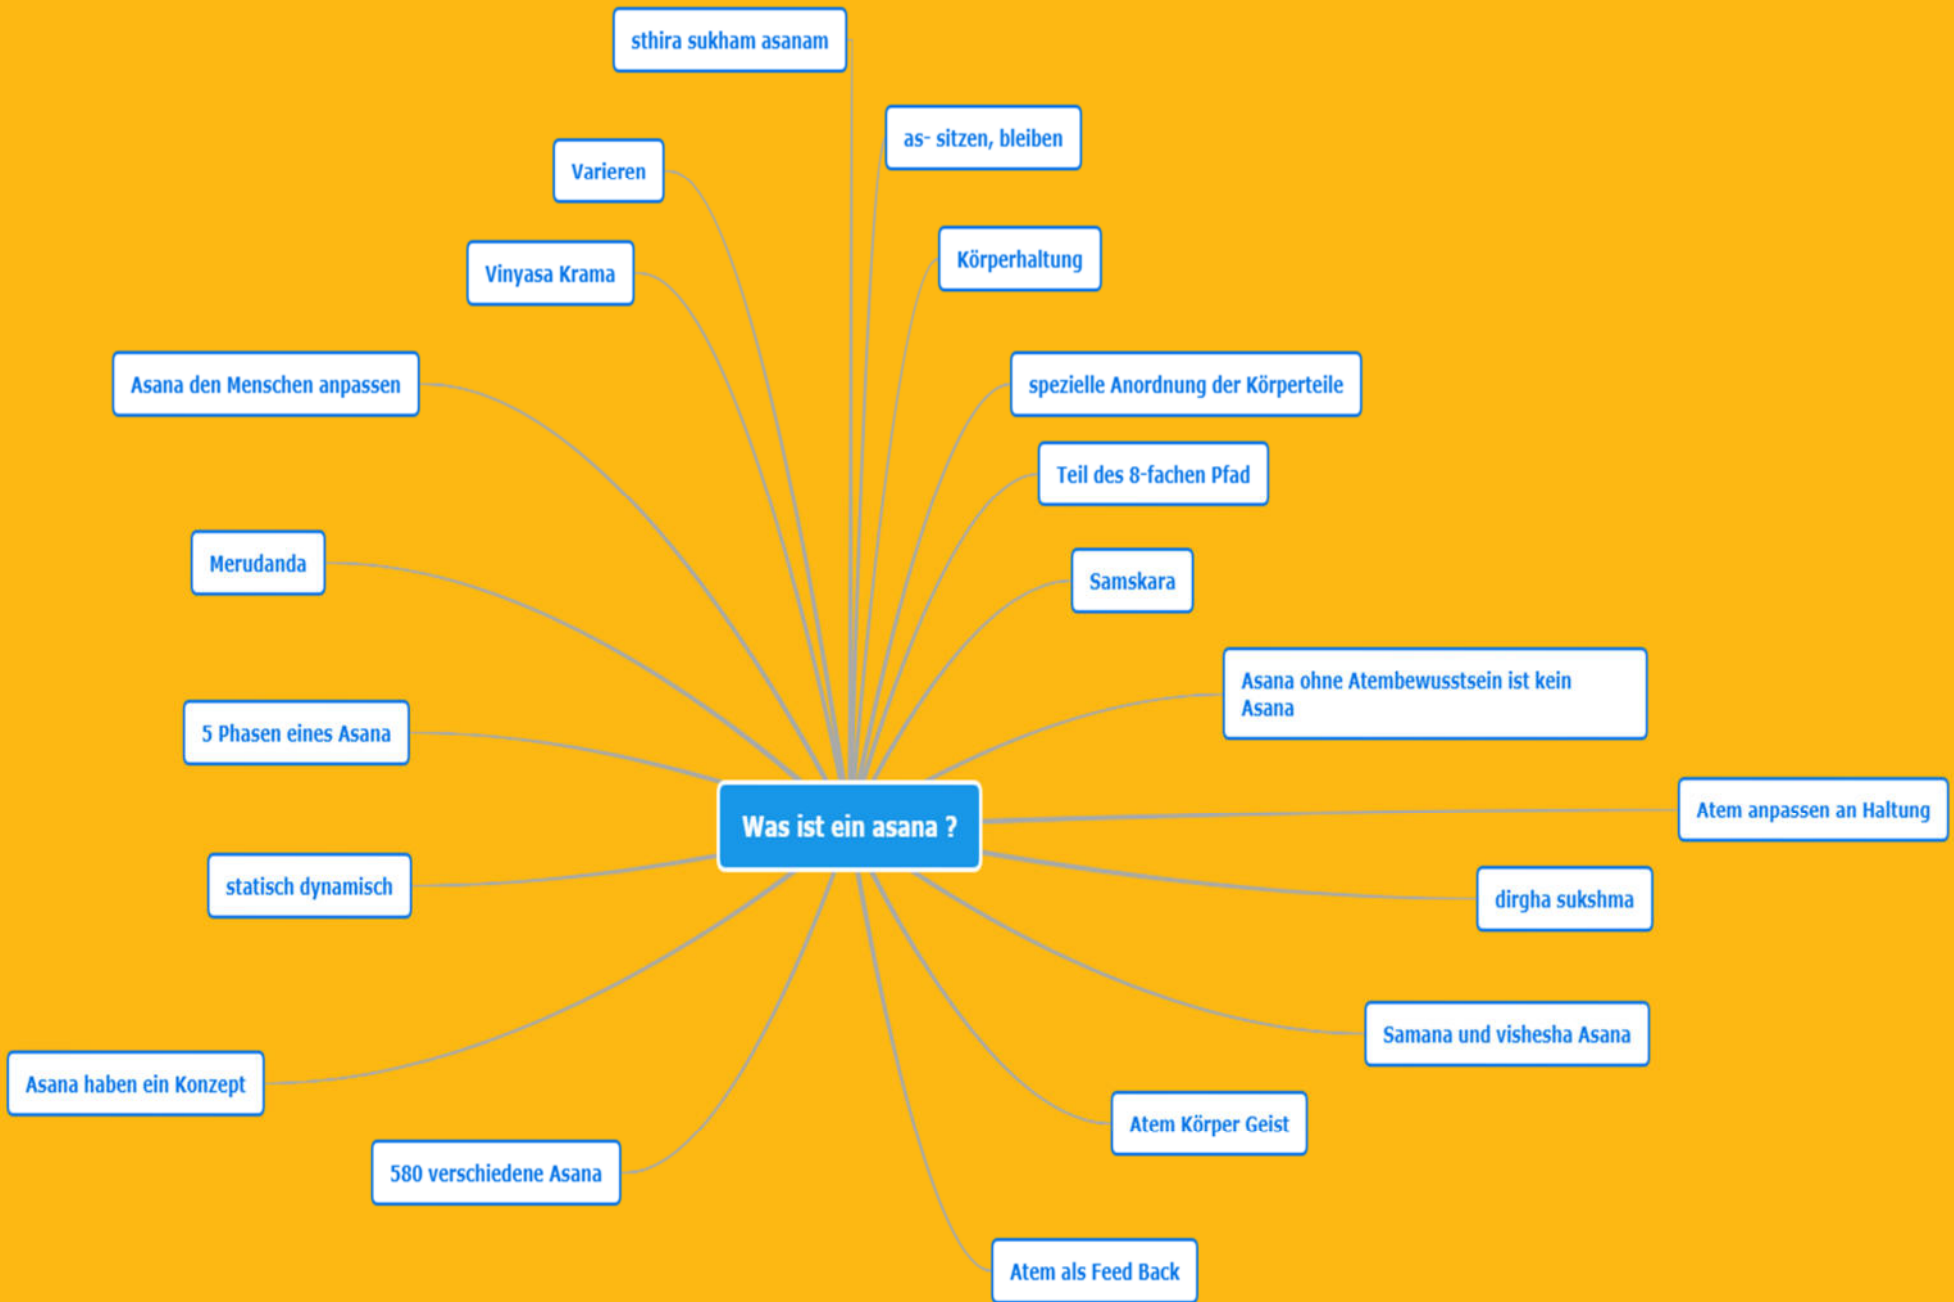 sthira sukham asanam
as- sitzen, bleiben
Varieren
Körperhaltung
Vinyasa Krama
Asana den Menschen anpassen
spezielle Anordnung der Körperteile
Teil des 8-fachen Pfad
Merudanda
Samskara
Asana ohne Atembewusstsein ist kein
Asana
5 Phasen eines Asana
Atem anpassen an Haltung
Was ist ein asana ?
statisch dynamisch
dirgha sukshma
Samana und vishesha Asana
Asana haben ein Konzept
Atem Körper Geist
580 verschiedene Asana
Atem als Feed Back